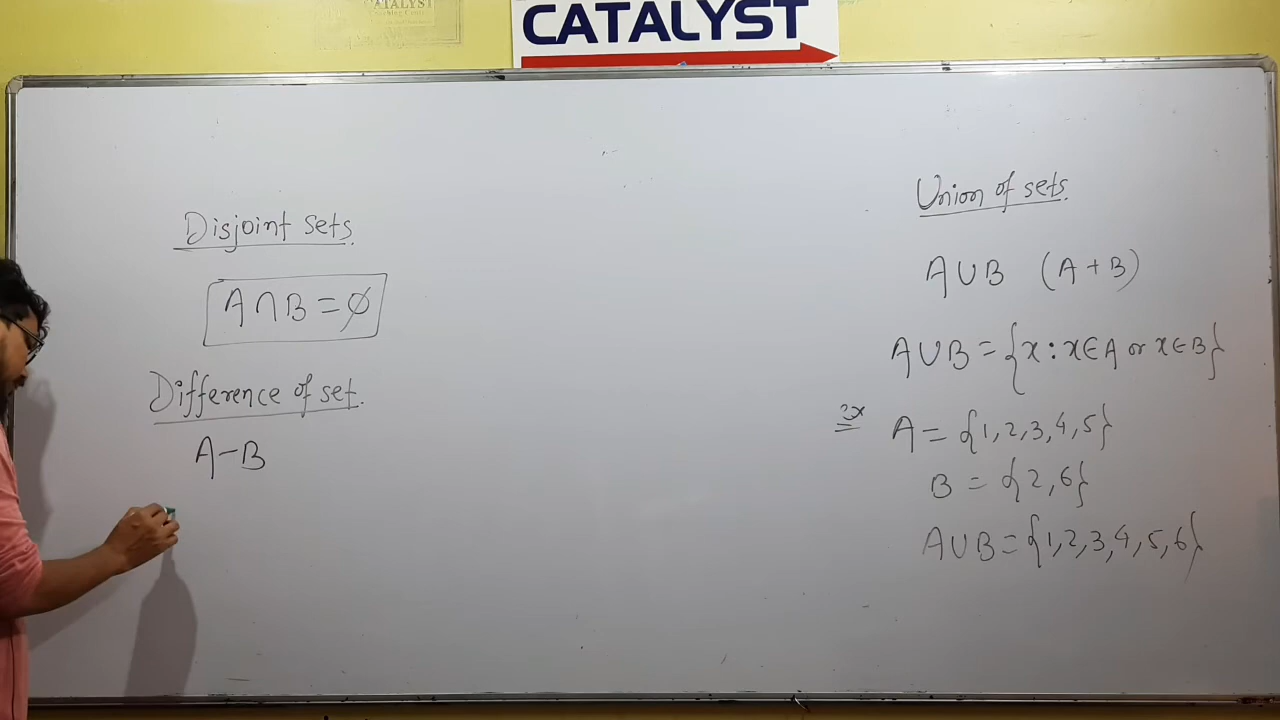 CATALYST
CATALYST
Disjoint sets.
A∩B = ∅
Difference of set.
A-B
Union of sets.
A∪B (A+B)
A∪B = {x : x∈A or x∈B}
ex A = {1,2,3,4,5}
B = {2,6}
A∪B = {1,2,3,4,5,6}